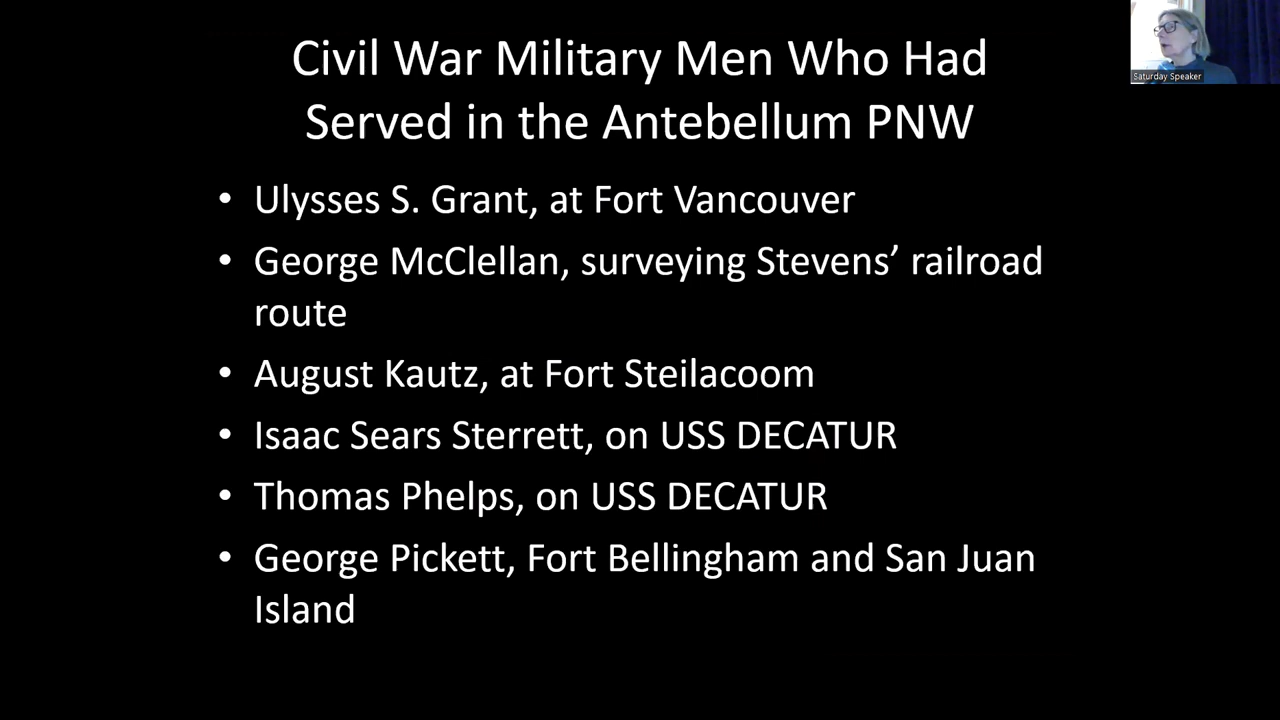 Civil War Military Men Who Had
Served in the Antebellum PNW
• Ulysses S. Grant, at Fort Vancouver
• George McClellan, surveying Stevens’ railroad
route
• August Kautz, at Fort Steilacoom
• Isaac Sears Sterrett, on USS DECATUR
• Thomas Phelps, on USS DECATUR
• George Pickett, Fort Bellingham and San Juan
Island
Saturday Speaker